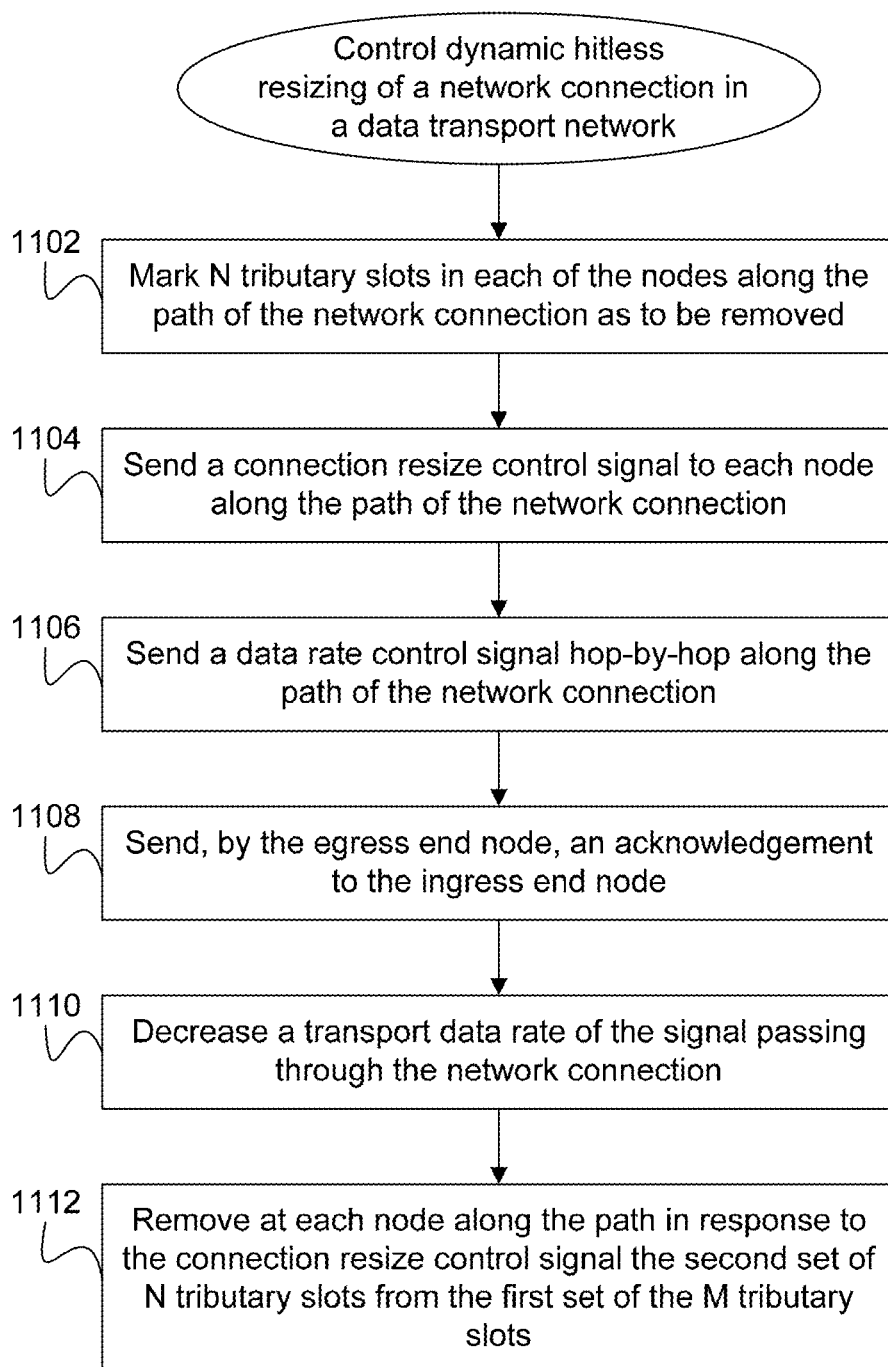 Control dynamic hitless
resizing of a network connection in
a data transport network
1102
Mark N tributary slots in each of the nodes along the
path of the network connection as to be removed
1104
Send a connection resize control signal to each node
along the path of the network connection
1106
Send a data rate control signal hop-by-hop along the
path of the network connection
1108
Send, by the egress end node, an acknowledgement
to the ingress end node
1110
Decrease a transport data rate of the signal passing
through the network connection
1112
Remove at each node along the path in response to
the connection resize control signal the second set of
N tributary slots from the first set of the M tributary
slots